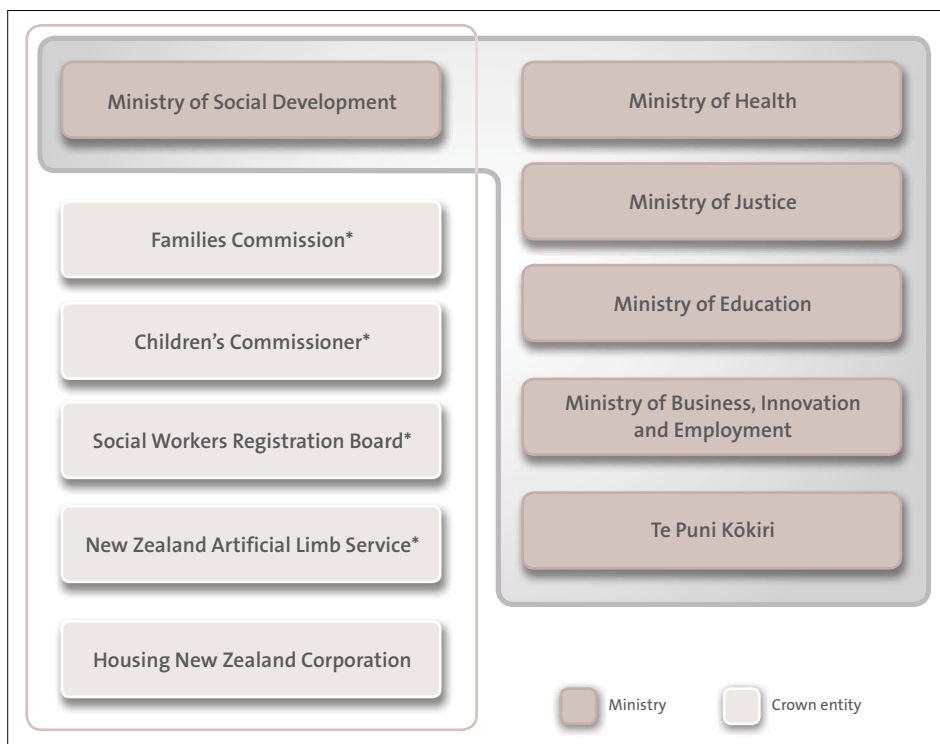 Ministry of Social Development
Families Commission*
Children's Commissioner*
Social Workers Registration Board*
New Zealand Artificial Limb Service*
Housing New Zealand Corporation
Ministry of Health
Ministry of Justice
Ministry of Education
Ministry of Business, Innovation
and Employment
Te Puni Kōkiri
Ministry
Crown entity